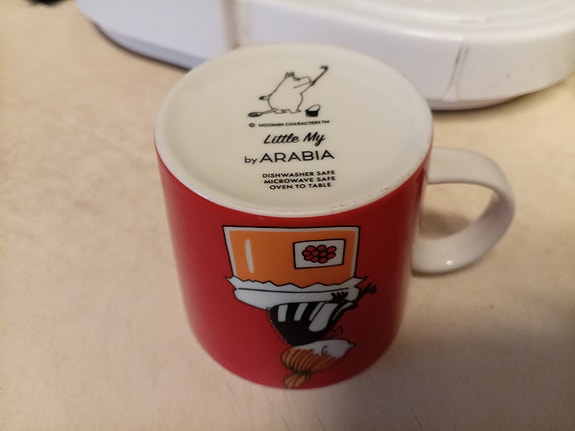 © MOOMIN CHARACTERS™
Little My
by ARABIA
DISHWASHER SAFE
MICROWAVE SAFE
OVEN TO TABLE